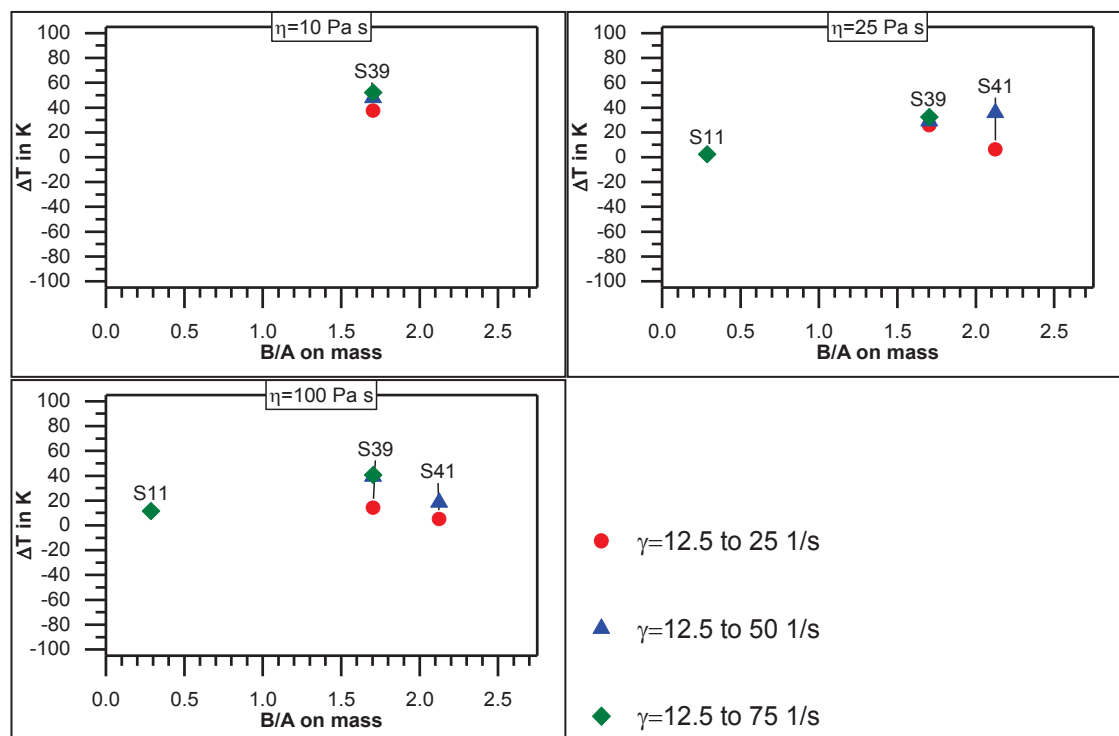 η=10 Pa s
100
80
60
40
20
0
-20
-40
-60
-80
-100
ΔT in K
S39
0.0 0.5 1.0 1.5 2.0 2.5
B/A on mass
η=25 Pa s
100
80
60
40
20
0
-20
-40
-60
-80
-100
ΔT in K
S11
S39
S41
0.0 0.5 1.0 1.5 2.0 2.5
B/A on mass
η=100 Pa s
100
80
60
40
20
0
-20
-40
-60
-80
-100
ΔT in K
S11
S39
S41
0.0 0.5 1.0 1.5 2.0 2.5
B/A on mass
γ=12.5 to 25 1/s
γ=12.5 to 50 1/s
γ=12.5 to 75 1/s